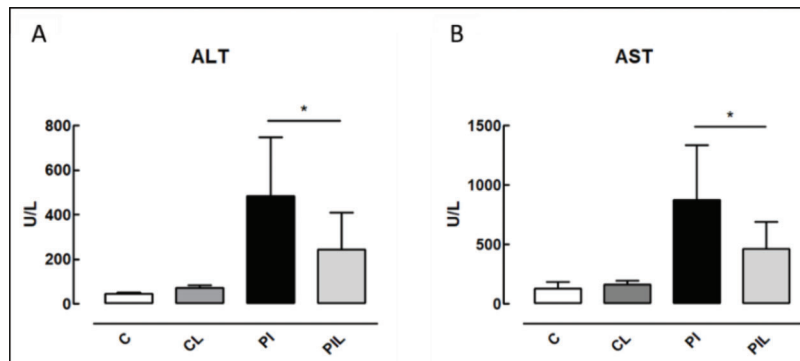 A
ALT
*
800
600
400
200
0
U/L
C
CL
PI
PIL
B
AST
*
1500
1000
500
0
U/L
C
CL
PI
PIL